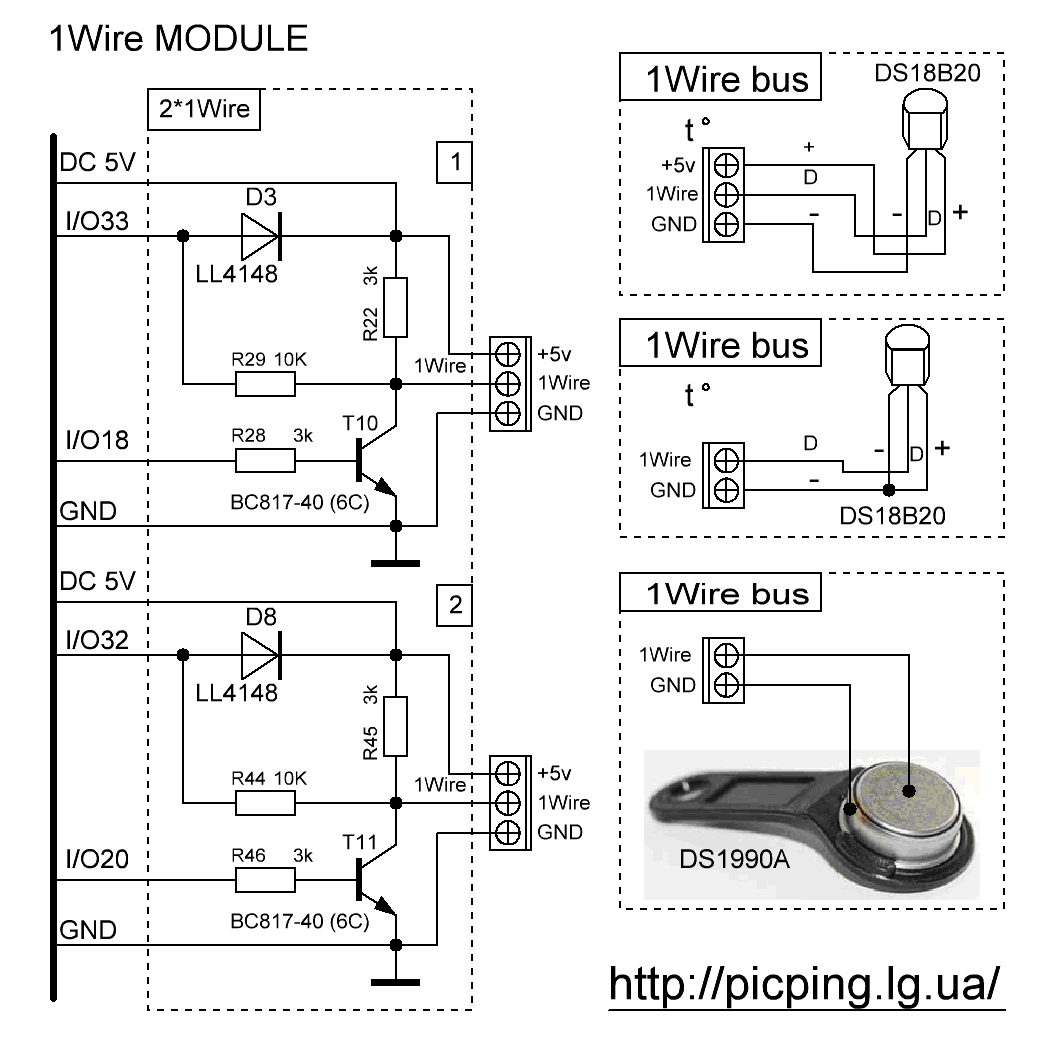 1Wire MODULE
2*1Wire
1
DC 5V
D3
I/O33
LL4148
3k
R22
R29 10K
1Wire
+5v
1Wire
GND
T10
I/O18
R28 3k
BC817-40 (6C)
GND
DC 5V
2
D8
I/O32
LL4148
3k
R45
R44 10K
1Wire
+5v
1Wire
GND
T11
I/O20
R46 3k
BC817-40 (6C)
GND
1Wire bus
DS18B20
t°
+5v +
1Wire D
GND - - D +
1Wire bus
t°
1Wire D - D +
GND -
DS18B20
1Wire bus
1Wire
GND
DS1990A
http://picping.lg.ua/